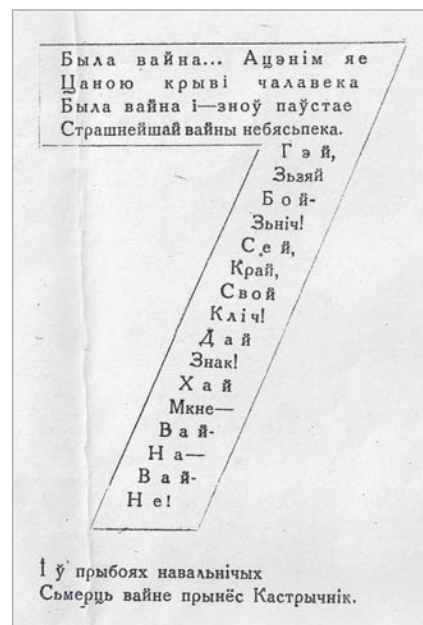 Была вайна... Ацэнім яе
Цаною крыві чалавека
Была вайна і—зноў паўстае
Страшнейшай вайны небясьпека.
Гэй,
Зьзяй
Бой-
Зьніч!
Сей,
Край,
Свой
Кліч!
Дай
Знак!
Хай
Мкне—
Вай-
На—
Вай-
Не!
І ў прыбоях навальнічых
Сьмерць вайне прынёс Кастрычнік.